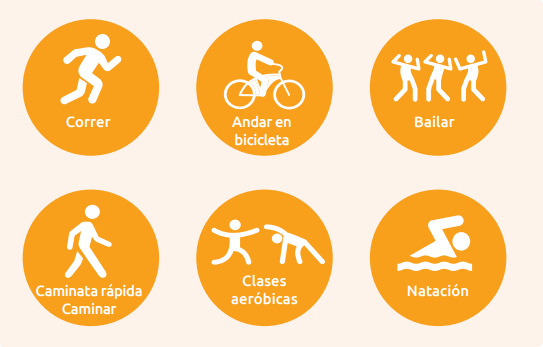 Correr
Andar en
bicicleta
Bailar
Caminata rápida
Caminar
Clases
aeróbicas
Natación